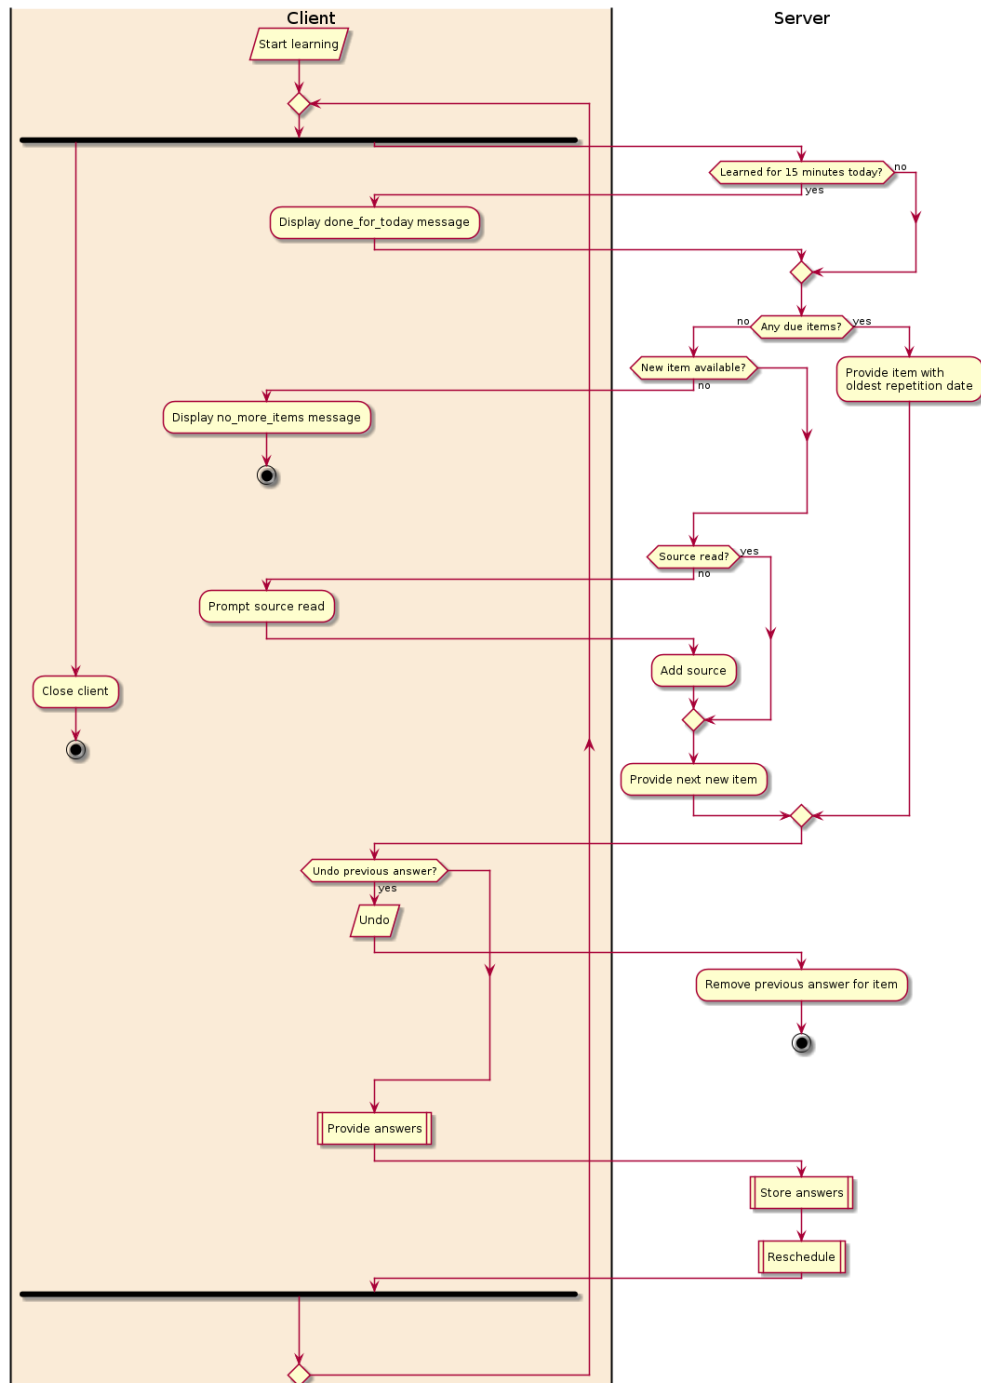 Client
Server
Start learning
Learned for 15 minutes today?
no
yes
Display done_for_today message
no
Any due items?
yes
New item available?
no
Provide item with
oldest repetition date
Display no_more_items message
Source read?
yes
no
Prompt source read
Add source
Close client
Provide next new item
Undo previous answer?
yes
Undo
Remove previous answer for item
Provide answers
Store answers
Reschedule